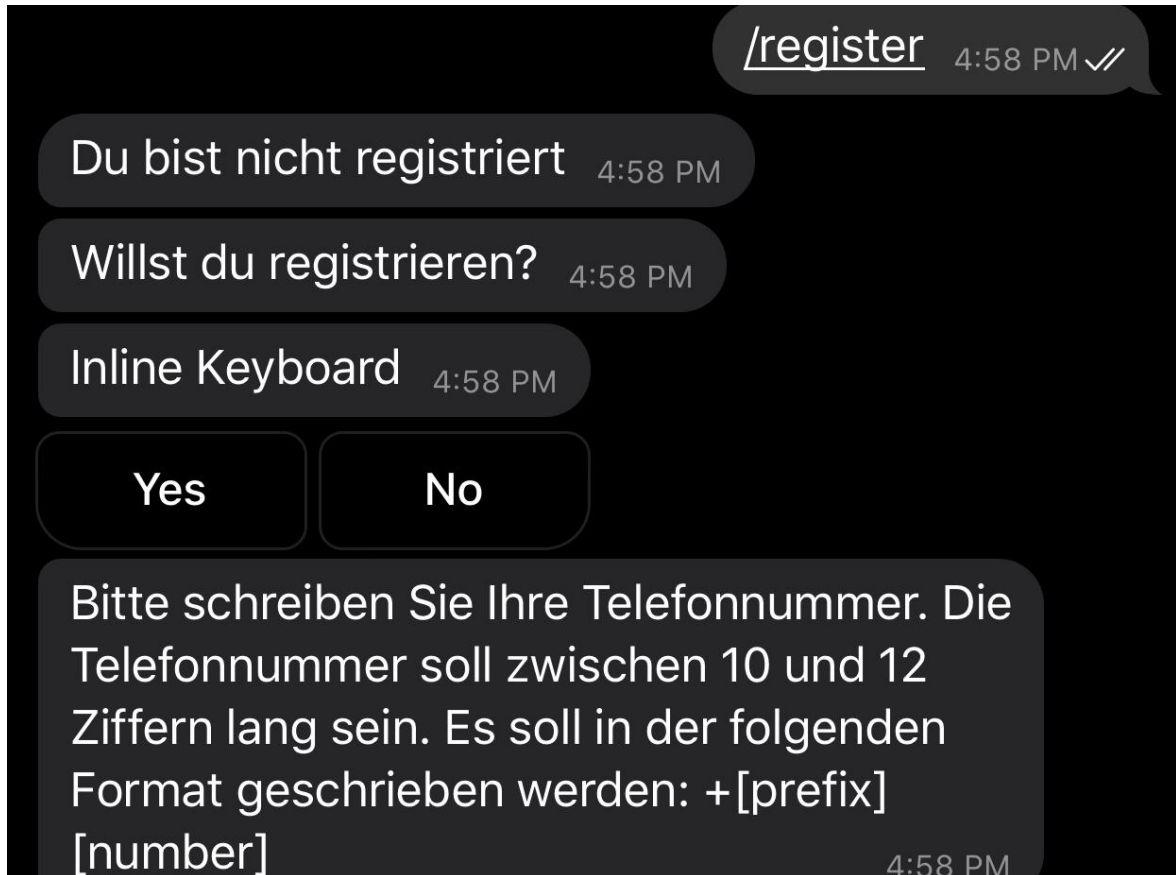 /register 4:58 PM
Du bist nicht registriert 4:58 PM
Willst du registrieren? 4:58 PM
Inline Keyboard 4:58 PM
Yes No
Bitte schreiben Sie Ihre Telefonnummer. Die
Telefonnummer soll zwischen 10 und 12
Ziffern lang sein. Es soll in der folgenden
Format geschrieben werden: +[prefix]
[number] 4:58 PM